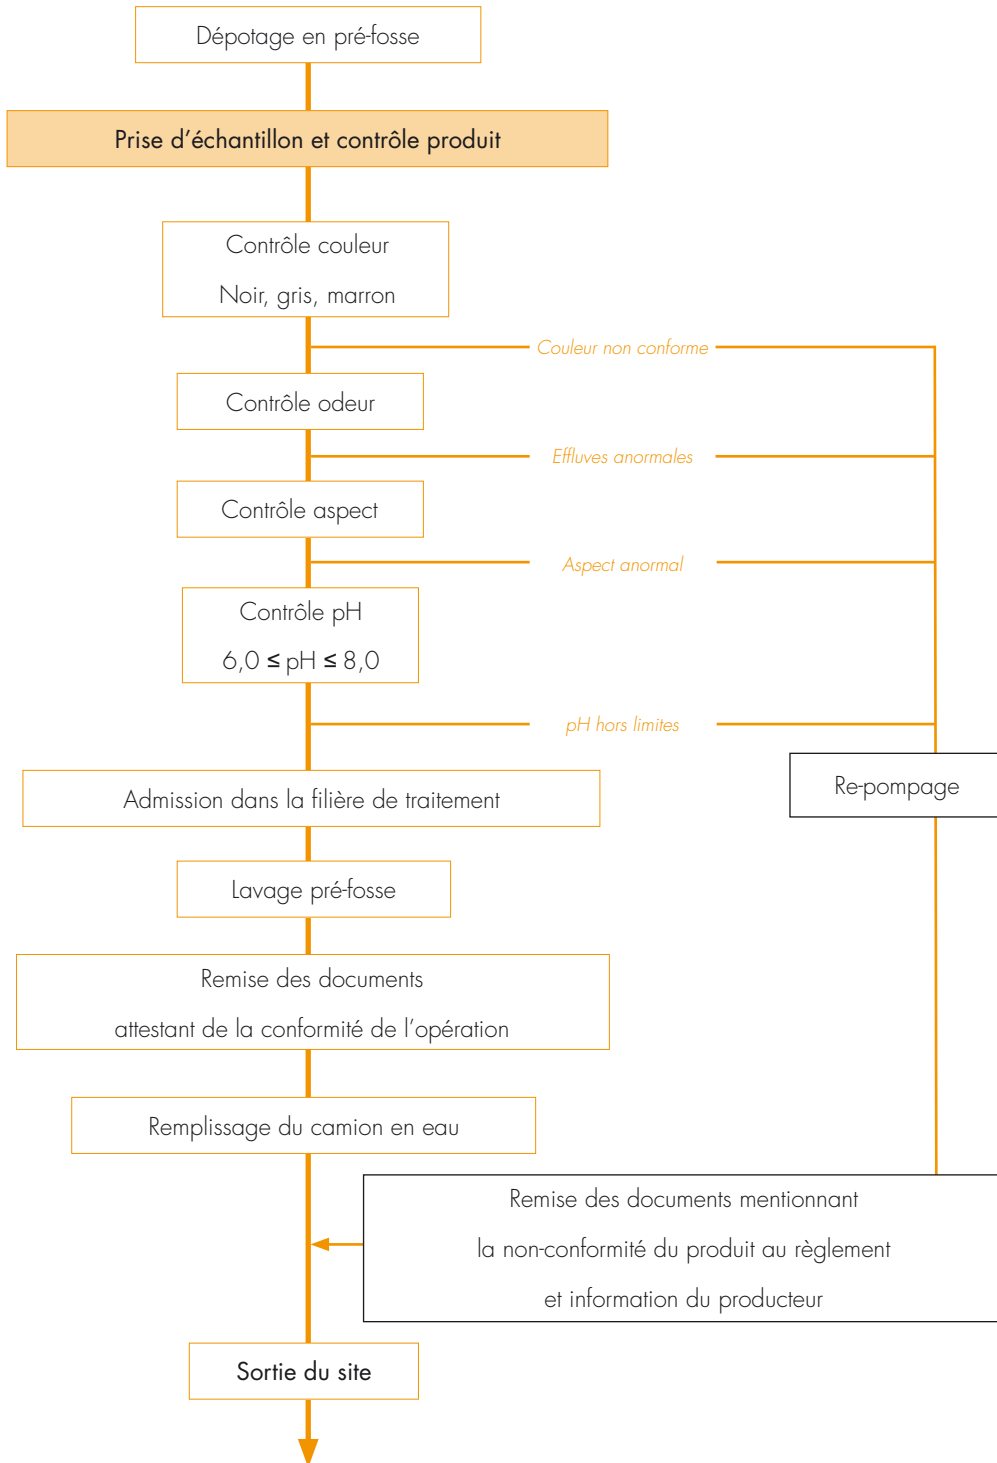 Dépotage en pré-fosse
Prise d'échantillon et contrôle produit
Contrôle couleur
Noir, gris, marron
Couleur non conforme
Contrôle odeur
Effluves anormales
Contrôle aspect
Aspect anormal
Contrôle pH
6,0 ≤ pH ≤ 8,0
pH hors limites
Re-pompage
Admission dans la filière de traitement
Lavage pré-fosse
Remise des documents
attestant de la conformité de l'opération
Remplissage du camion en eau
Remise des documents mentionnant
la non-conformité du produit au règlement
et information du producteur
Sortie du site